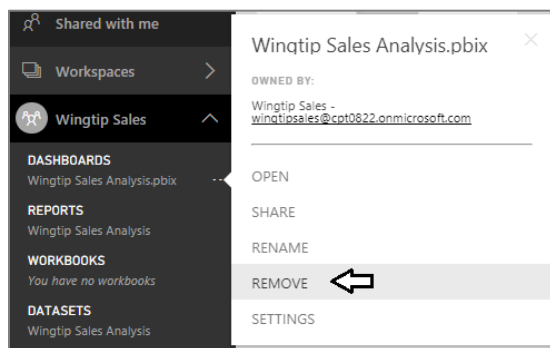 Shared with me
Workspaces
Wingtip Sales
DASHBOARDS
Wingtip Sales Analysis.pbix
REPORTS
Wingtip Sales Analysis
WORKBOOKS
You have no workbooks
DATASETS
Wingtip Sales Analysis
Wingtip Sales Analysis.pbix
OWNED BY:
Wingtip Sales -
wingtipsales@cpt0822.onmicrosoft.com
OPEN
SHARE
RENAME
REMOVE
SETTINGS